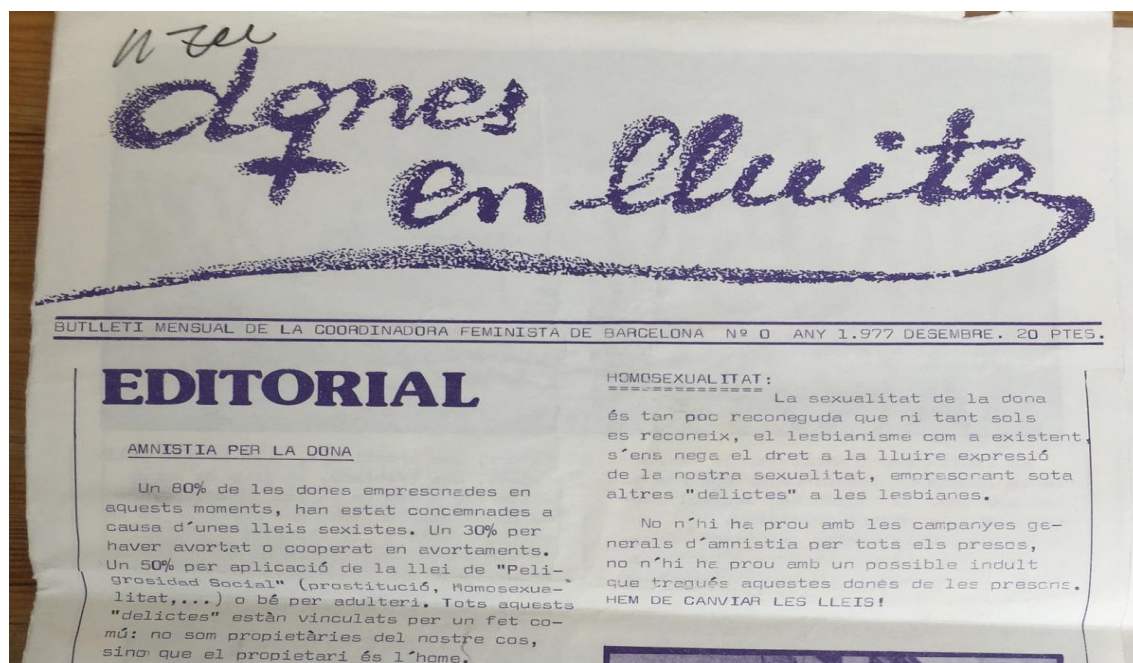 nº zero
dones
en lluita
BUTLLETI MENSUAL DE LA COORDINADORA FEMINISTA DE BARCELONA Nº 0 ANY 1.977 DESEMBRE. 20 PTES.
EDITORIAL
AMNISTIA PER LA DONA
Un 80% de les dones empresonades en
aquests moments, han estat concemnades a
causa d'unes lleis sexistes. Un 30% per
haver avortat o cooperat en avortaments.
Un 50% per aplicació de la llei de "Peli-
grosidad Social" (prostitució, Homosexua-
litat,...) o bé per adulteri. Tots aquests
"delictes" estàn vinculats per un fet co-
mú: no som propietàries del nostre cos,
sino que el propietari és l'home.
HOMOSEXUALITAT:
La sexualitat de la dona
és tan poc reconeguda que ni tant sols
es reconeix, el lesbianisme com a existent,
s'ens nega el dret a la lluire expresió
de la nostra sexualitat, empresonant sota
altres "delictes" a les lesbianes.
No n'hi ha prou amb les campanyes ge-
nerals d'amnistia per tots els presos,
no n'hi ha prou amb un possible indult
que tragués aquestes dones de les presons.
HEM DE CANVIAR LES LLEIS!